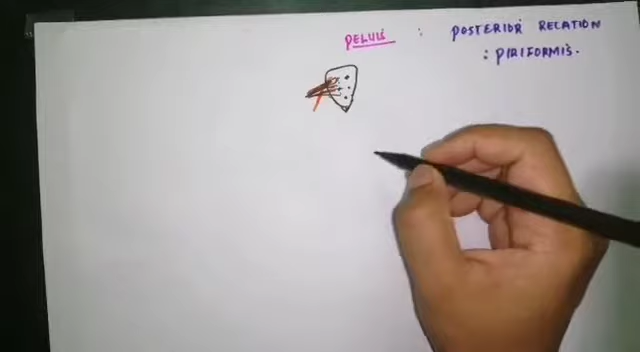 PELVIS : POSTERIOR RELATION
: PIRIFORMIS.